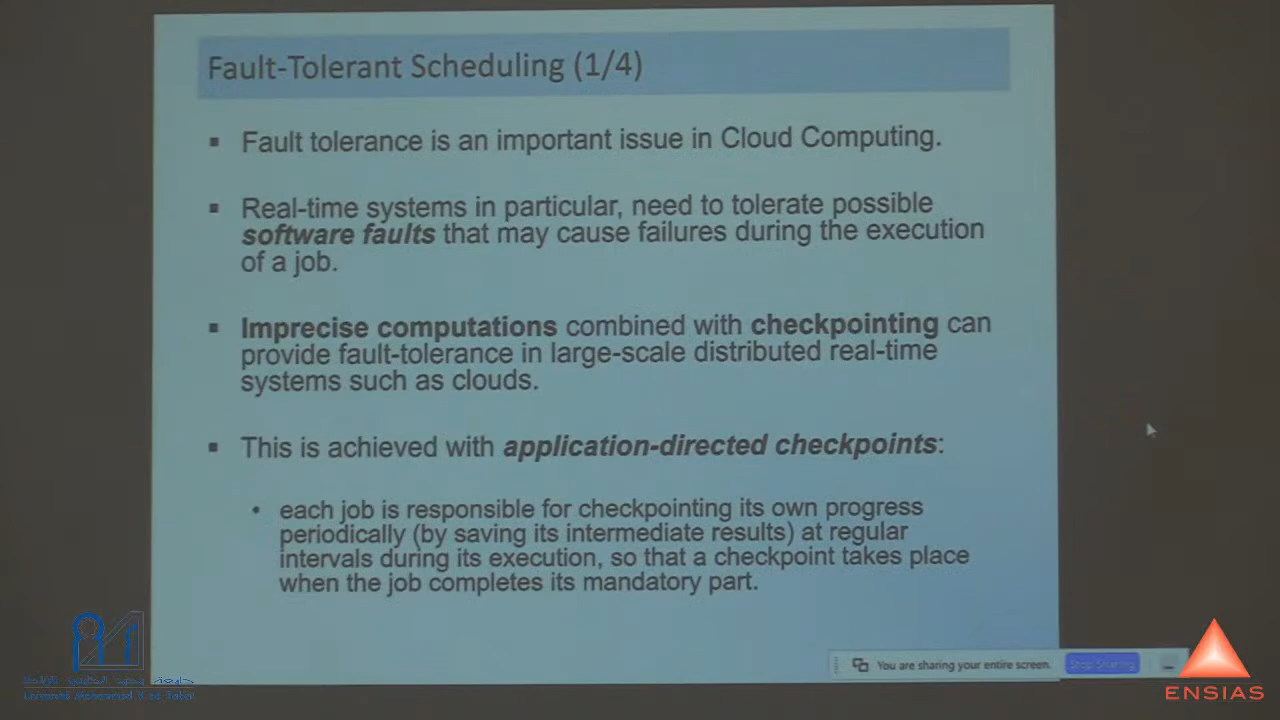 Fault-Tolerant Scheduling (1/4)
▪ Fault tolerance is an important issue in Cloud Computing.
▪ Real-time systems in particular, need to tolerate possible
software faults that may cause failures during the execution
of a job.
▪ Imprecise computations combined with checkpointing can
provide fault-tolerance in large-scale distributed real-time
systems such as clouds.
▪ This is achieved with application-directed checkpoints:
• each job is responsible for checkpointing its own progress
periodically (by saving its intermediate results) at regular
intervals during its execution, so that a checkpoint takes place
when the job completes its mandatory part.
You are sharing your entire screen.
Stop Sharing
ENSIAS